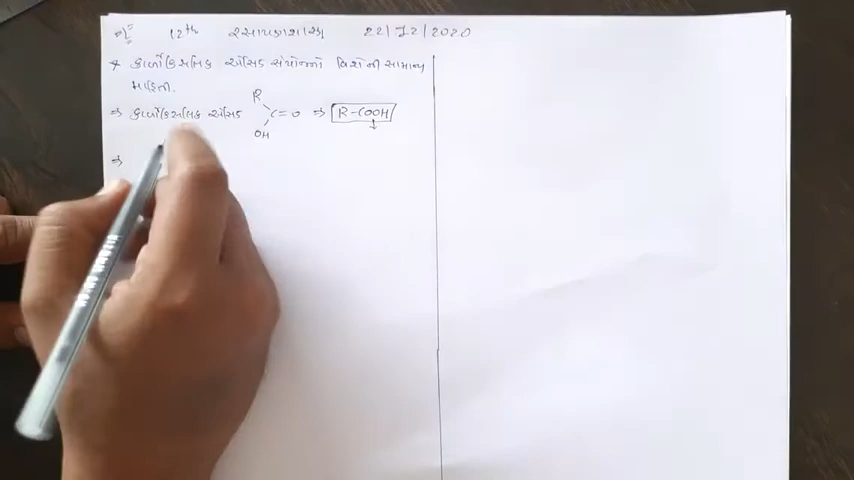 12th રસાયણશાસ્ત્ર 22/12/2020
* કાર્બોક્સિલિક એસિડ સંયોજનો વિશેની સામાન્ય
માહિતી.
⇒ કાર્બોક્સિલિક એસિડ R C=O OH ⇒ R-COOH
⇒